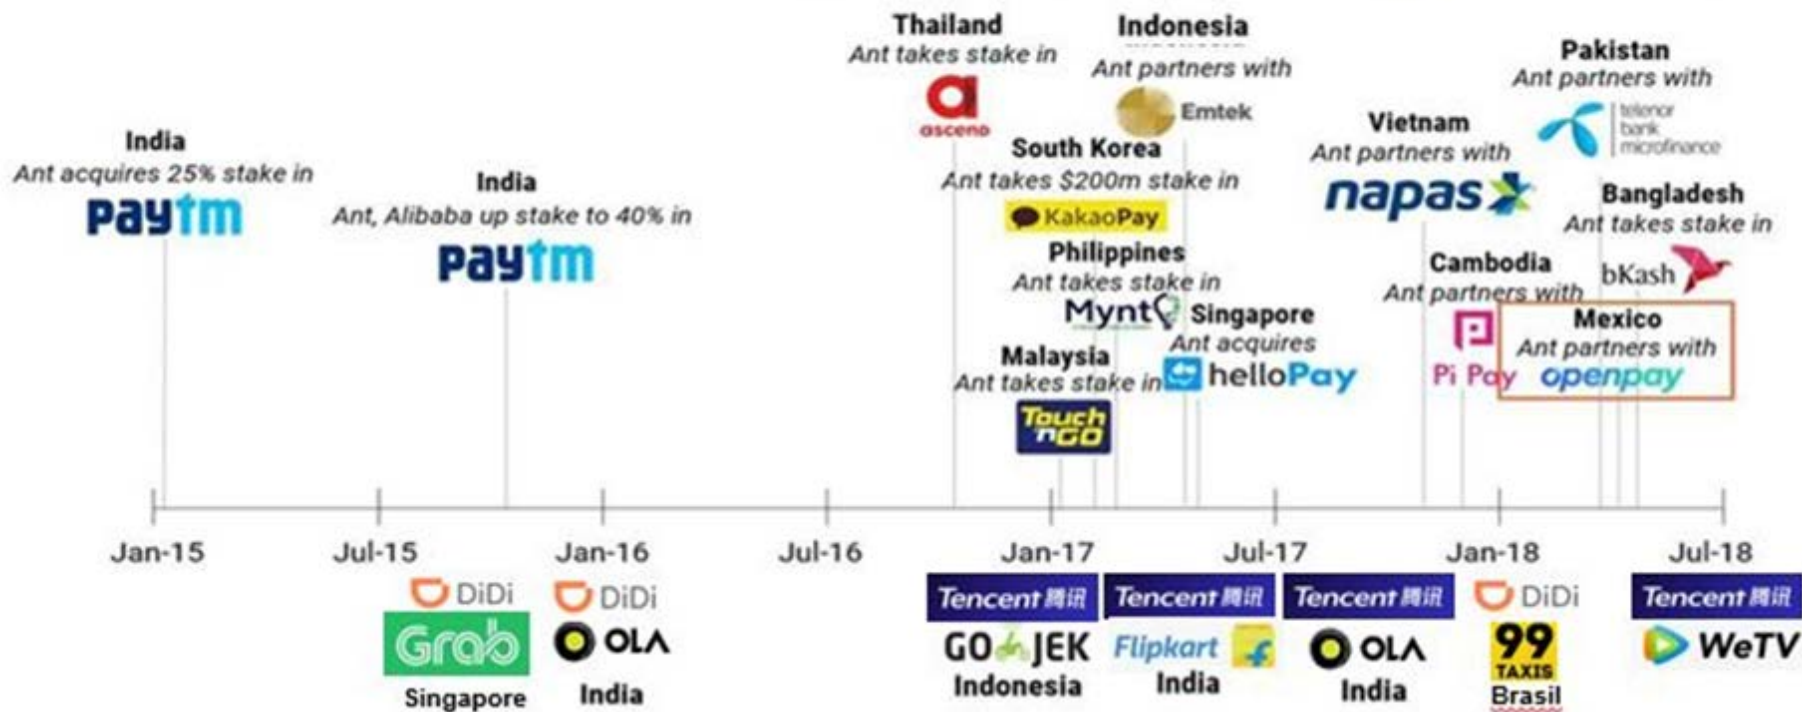 India
Ant acquires 25% stake in
paytm
India
Ant, Alibaba up stake to 40% in
paytm
Thailand
Ant takes stake in
a
ascend
Indonesia
Ant partners with
Emtek
South Korea
Ant takes $200m stake in
KakaoPay
Philippines
Ant takes stake in
Mynt
Singapore
Ant acquires
helloPay
Malaysia
Ant takes stake in
Touch
'n GO
Vietnam
Ant partners with
napas
Pakistan
Ant partners with
telenor
bank
microfinance
Bangladesh
Ant takes stake in
bKash
Cambodia
Ant partners with
Pi Pay
Mexico
Ant partners with
openpay
Jan-15 Jul-15 Jan-16 Jul-16 Jan-17 Jul-17 Jan-18 Jul-18
DiDi
Grab
Singapore
DiDi
OLA
India
Tencent 腾讯
GO JEK
Indonesia
Tencent 腾讯
Flipkart f
India
Tencent 腾讯
OLA
India
DiDi
99
TAXIS
Brasil
Tencent 腾讯
WeTV